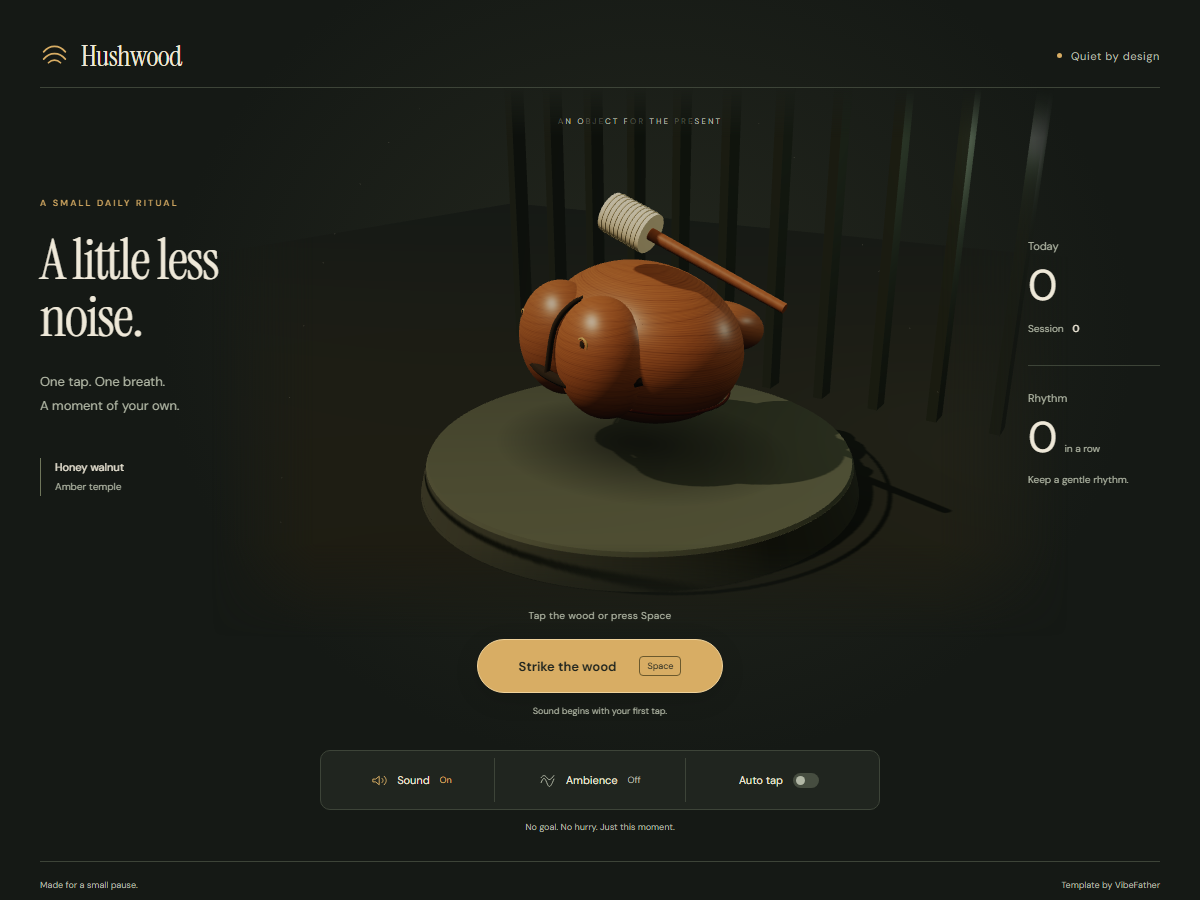 Hushwood
Quiet by design
AN OBJECT FOR THE PRESENT
A SMALL DAILY RITUAL
A little less
noise.
One tap. One breath.
A moment of your own.
Honey walnut
Amber temple
Today
0
Session 0
Rhythm
0 in a row
Keep a gentle rhythm.
Tap the wood or press Space
Strike the wood Space
Sound begins with your first tap.
Sound On Ambience Off Auto tap
No goal. No hurry. Just this moment.
Made for a small pause.
Template by VibeFather